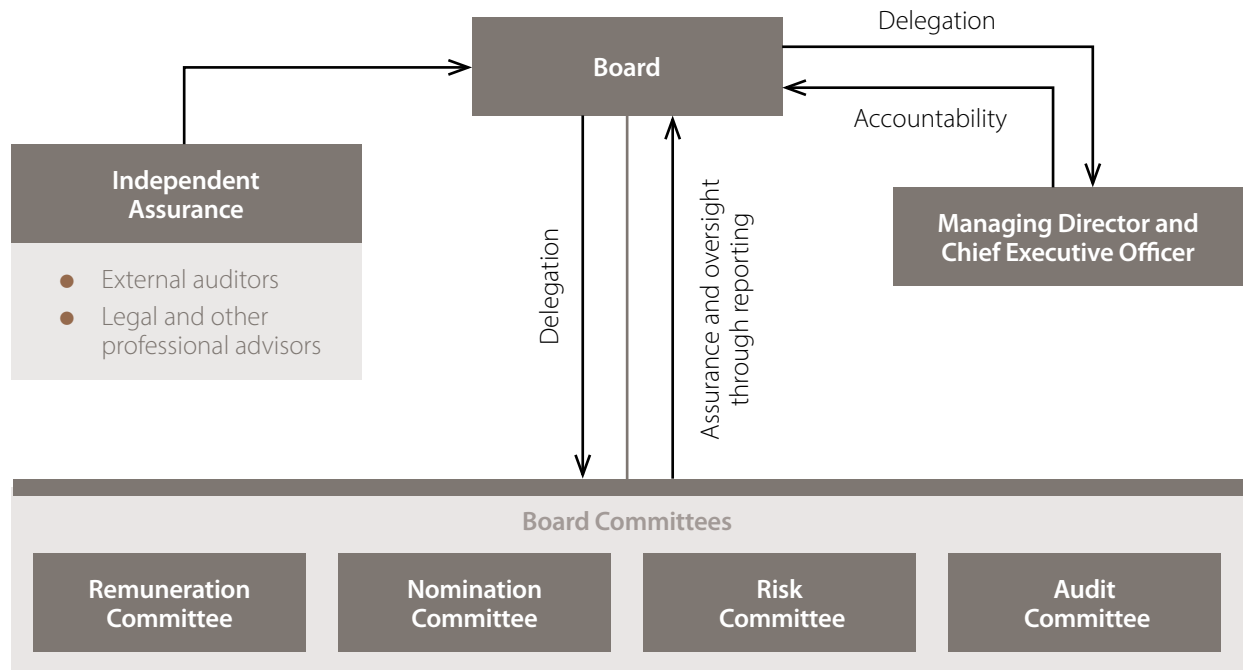 Delegation
Board
Accountability
Independent
Assurance
External auditors
Legal and other
professional advisors
Managing Director and
Chief Executive Officer
Delegation
Assurance and oversight
through reporting
Board Committees
Remuneration
Committee
Nomination
Committee
Risk
Committee
Audit
Committee